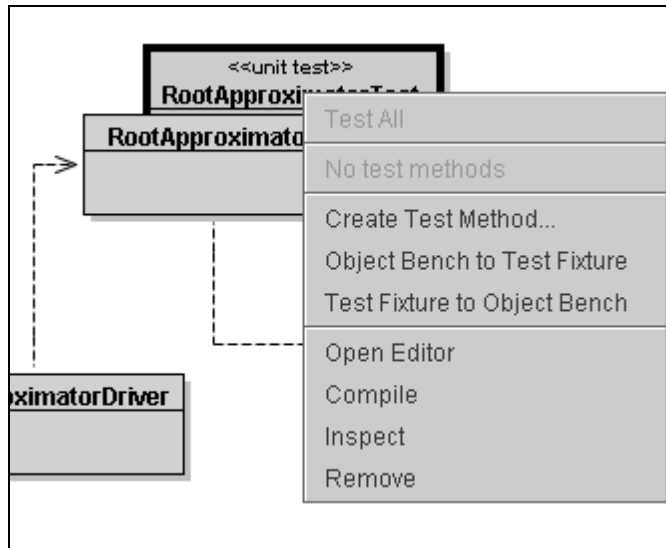 <<unit test>>
RootApproximatorTest
RootApproximato
Test All
No test methods
Create Test Method...
Object Bench to Test Fixture
Test Fixture to Object Bench
Open Editor
Compile
Inspect
Remove
oximatorDriver